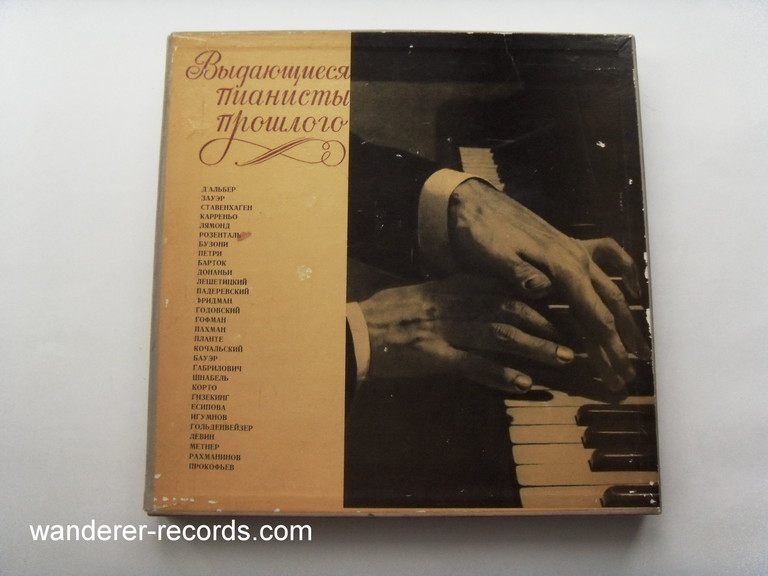 Выдающиеся
пианисты
прошлого
Д'АЛЬБЕР
ЗАУЭР
СТАВЕНХАГЕН
КАРРЕНЬО
ЛЯМОНД
РОЗЕНТАЛЬ
БУЗОНИ
ПЕТРИ
БАРТОК
ДОНАНЬИ
ЛЕШЕТИЦКИЙ
ПАДЕРЕВСКИЙ
ФРИДМАН
ГОДОВСКИЙ
ГОФМАН
ПАХМАН
ПЛАНТЕ
КОЧАЛЬСКИЙ
БАУЭР
ГАБРИЛОВИЧ
ШНАБЕЛЬ
КОРТО
ГИЗЕКИНГ
ЕСИПОВА
ИГУМНОВ
ГОЛЬДЕНВЕЙЗЕР
ЛЕВИН
МЕТНЕР
РАХМАНИНОВ
ПРОКОФЬЕВ
wanderer-records.com